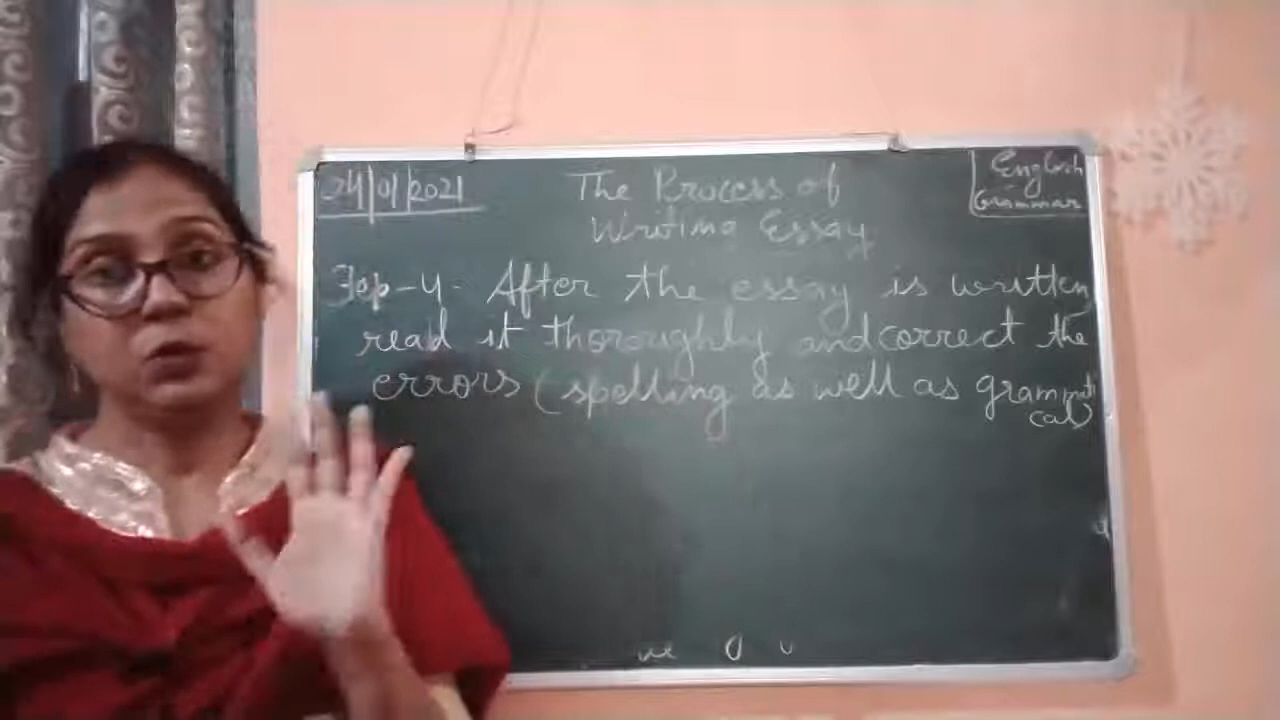 24/01/2021
The Process of
Writing Essay
English
Grammar
Step-4- After the essay is written
read it thoroughly and correct the
errors (spelling as well as grammati
cal)